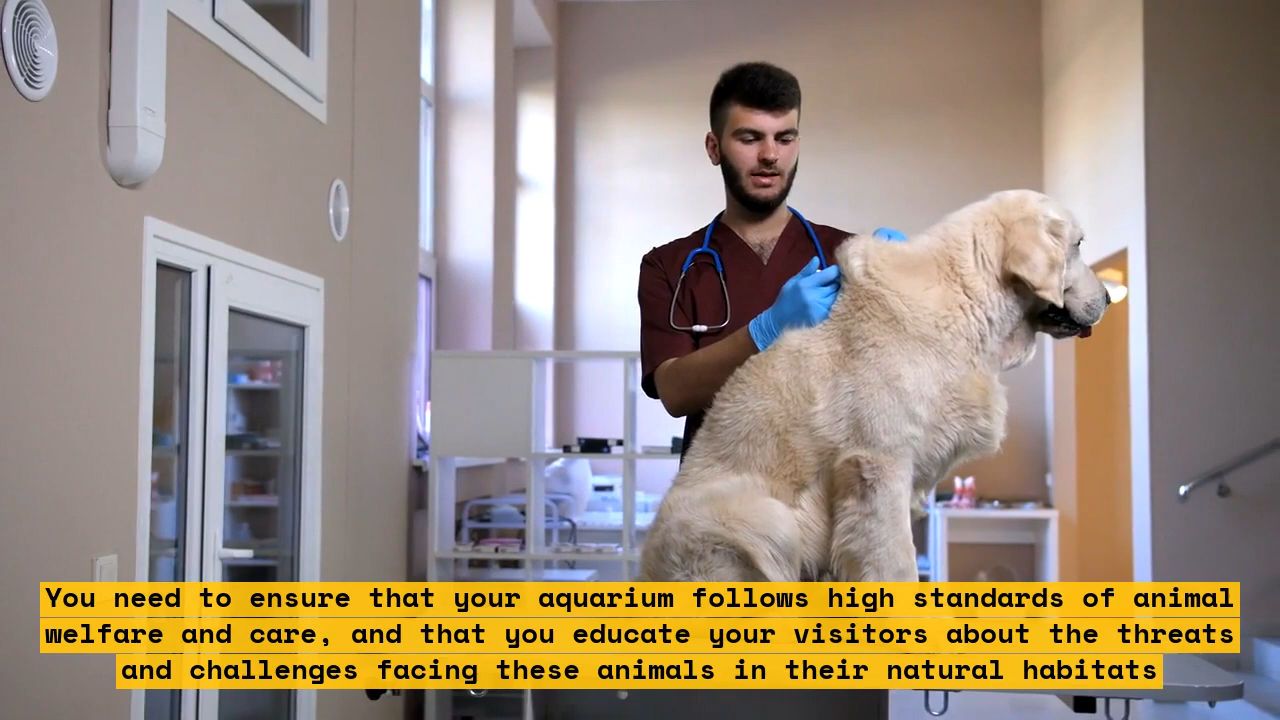 You need to ensure that your aquarium follows high standards of animal
welfare and care, and that you educate your visitors about the threats
and challenges facing these animals in their natural habitats